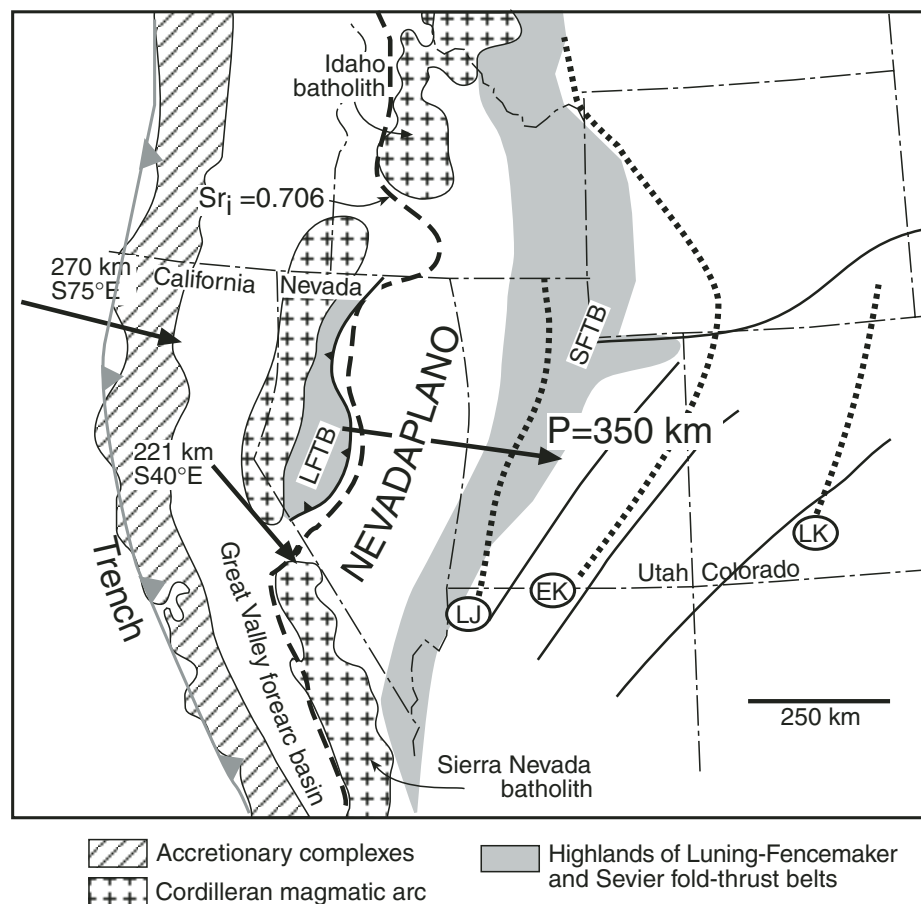 Idaho
batholith
Sri =0.706
270 km
S75°E
California
Nevada
SFTB
NEVADAPLANO
P=350 km
LFTB
221 km
S40°E
LK
Trench
Great Valley forearc basin
Utah
Colorado
EK
LJ
250 km
Sierra Nevada
batholith
Accretionary complexes
Cordilleran magmatic arc
Highlands of Luning-Fencemaker
and Sevier fold-thrust belts